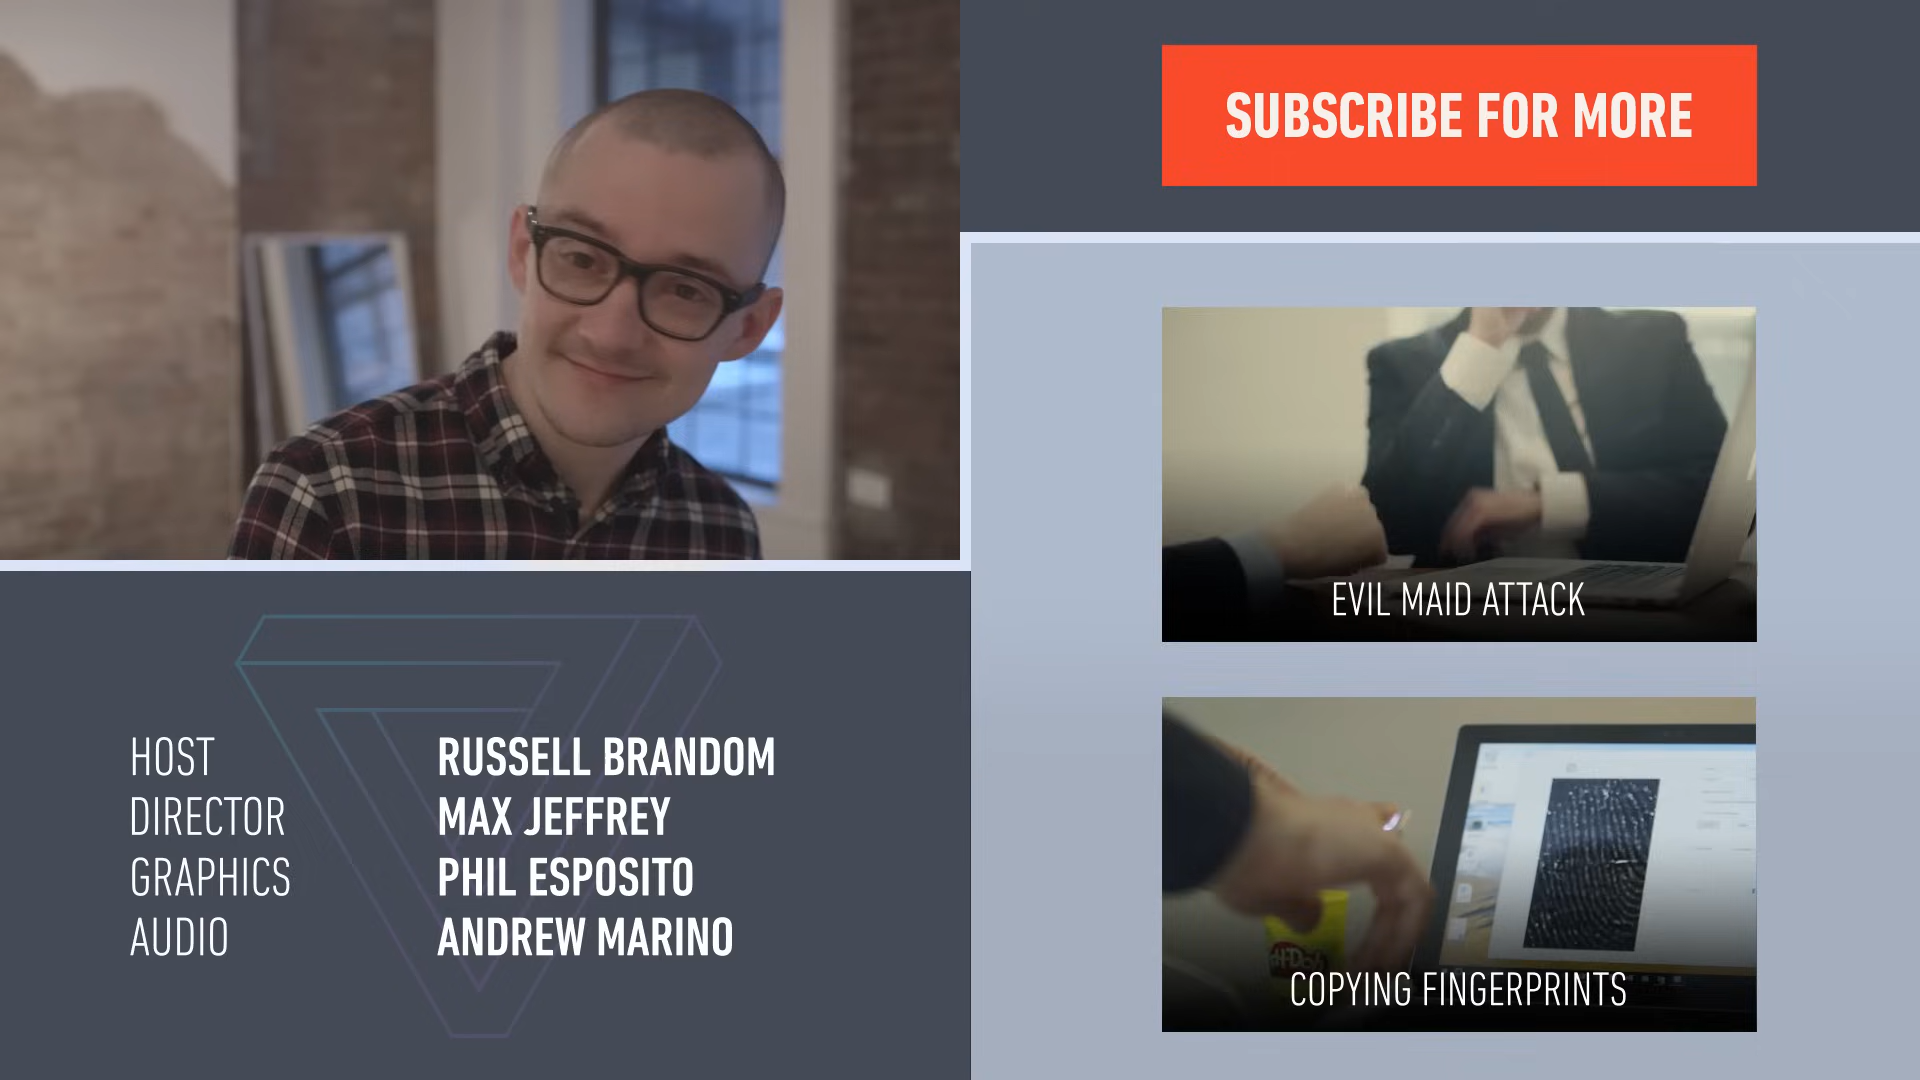 SUBSCRIBE FOR MORE
EVIL MAID ATTACK
COPYING FINGERPRINTS
HOST RUSSELL BRANDOM
DIRECTOR MAX JEFFREY
GRAPHICS PHIL ESPOSITO
AUDIO ANDREW MARINO